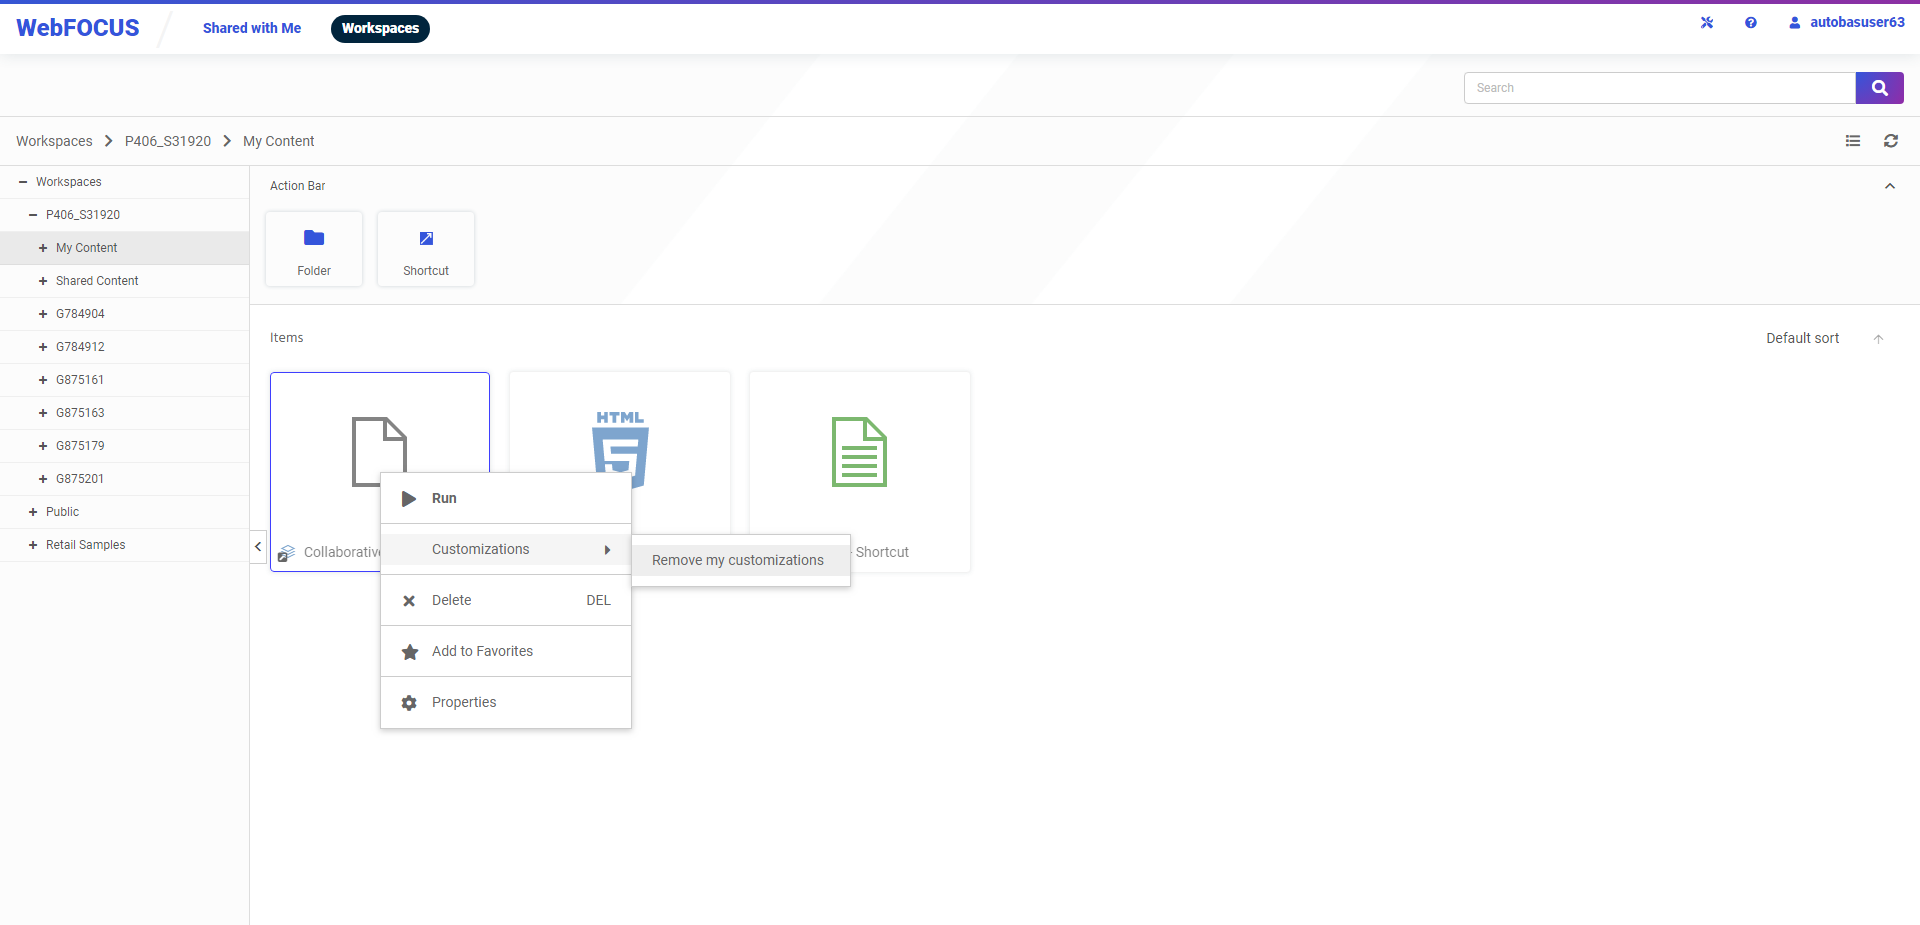 WebFOCUS
Shared with Me
Workspaces
autobasuser63
Search
Workspaces > P406_S31920 > My Content
Workspaces
P406_S31920
My Content
Shared Content
G784904
G784912
G875161
G875163
G875179
G875201
Public
Retail Samples
Action Bar
Folder
Shortcut
Items
Default sort
HTML
5
Collaborative
- Shortcut
Run
Customizations
Remove my customizations
Delete DEL
Add to Favorites
Properties